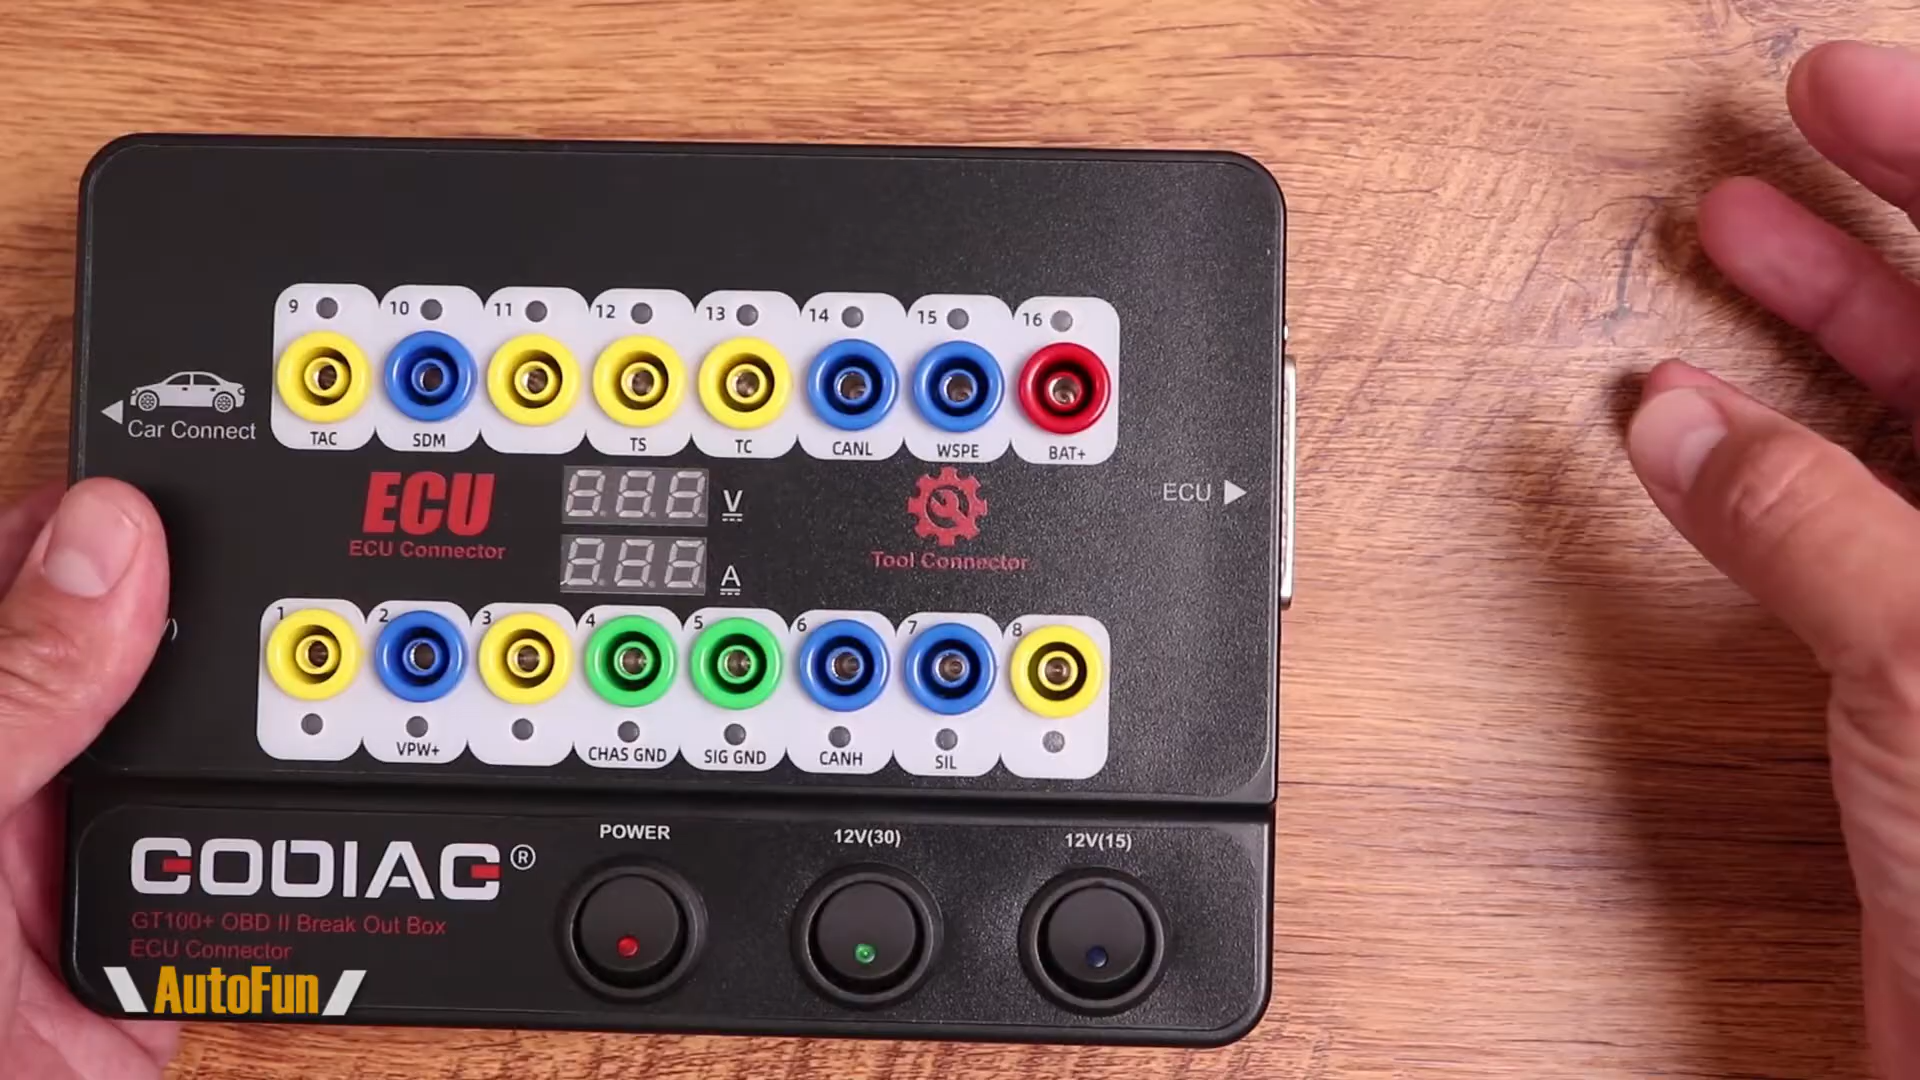 9 10 11 12 13 14 15 16
TAC SDM TS TC CANL WSPE BAT+
Car Connect
ECU
ECU Connector
V
A
Tool Connector
ECU
1 2 3 4 5 6 7 8
VPW+ CHAS GND SIG GND CANH SIL
V)
POWER 12V(30) 12V(15)
GODIAG®
GT100+ OBD II Break Out Box
ECU Connector
AutoFun